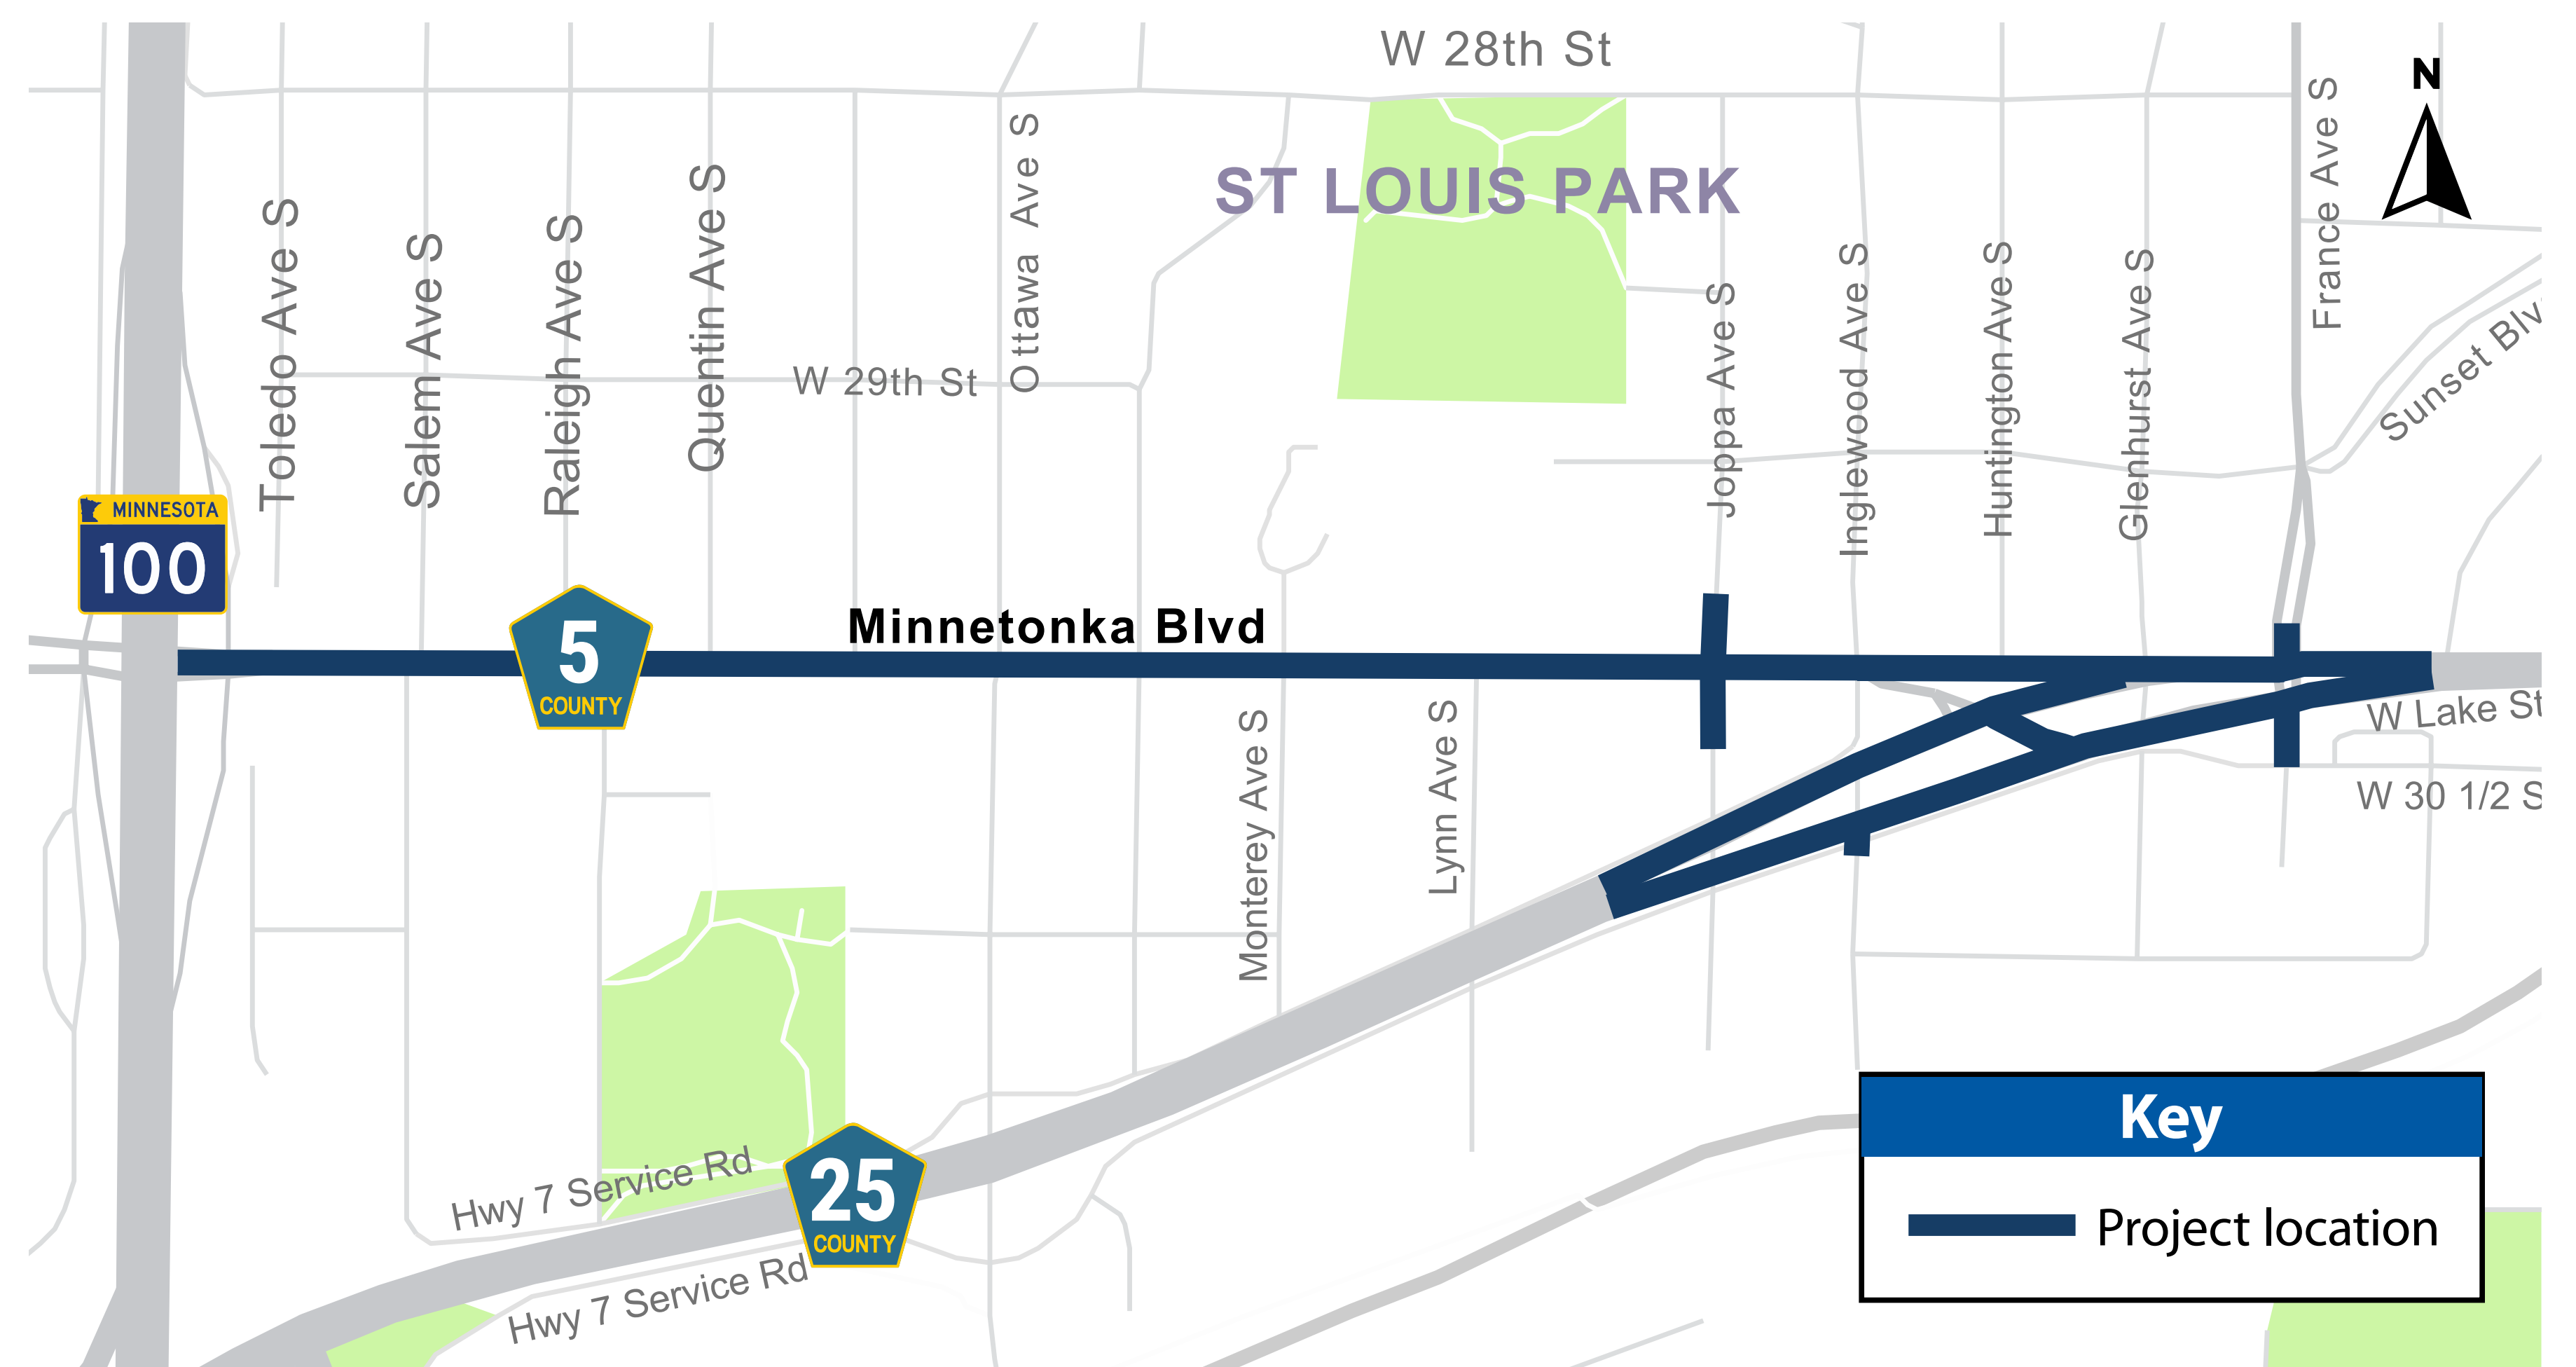 W 28th St
N
ST LOUIS PARK
Toledo Ave S
Salem Ave S
Raleigh Ave S
Quentin Ave S
Ottawa Ave S
W 29th St
Joppa Ave S
Inglewood Ave S
Huntington Ave S
Glenhurst Ave S
France Ave S
Sunset Blv
MINNESOTA
100
5
COUNTY
Minnetonka Blvd
Monterey Ave S
Lynn Ave S
W Lake St
W 30 1/2 S
Hwy 7 Service Rd
25
COUNTY
Hwy 7 Service Rd
Key
Project location